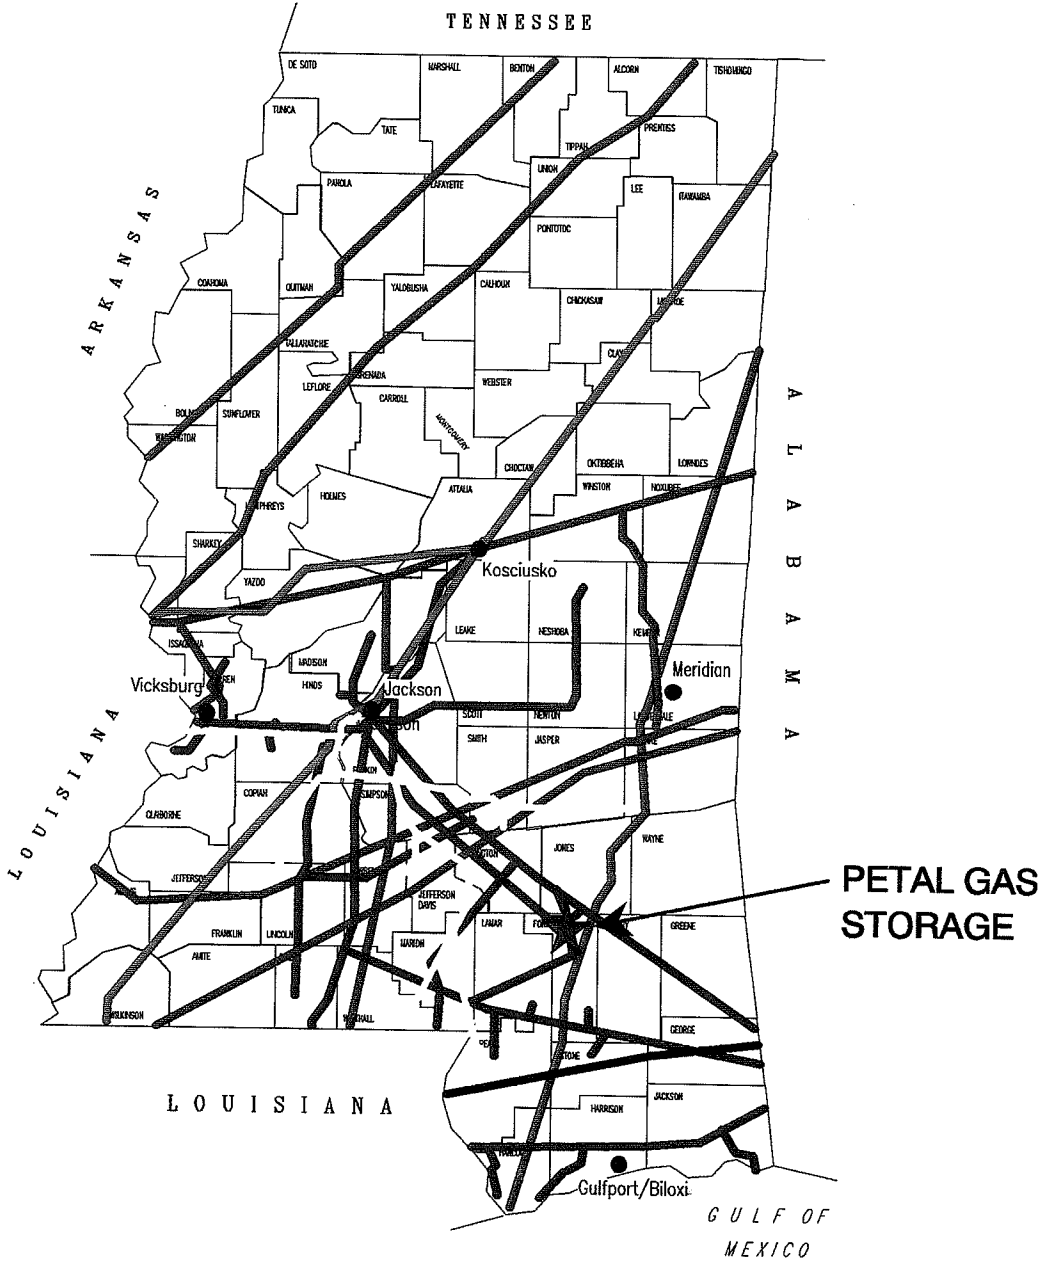 TENNESSEE
DE SOTO
MARSHALL
BENTON
ALCORN
TISHOMINGO
TUNICA
TATE
TIPPAH
PRENTISS
PANOLA
LAFAYETTE
UNION
LEE
ITAWAMBA
PONTOTOC
ARKANSAS
COAHOMA
QUITMAN
YALOBUSHA
CALHOUN
CHICKASAW
TALLAHATCHIE
CLAY
LEFLORE
GRENADA
WEBSTER
CARROLL
SUNFLOWER
MONTGOMERY
CHOCTAW
OKTIBBEHA
LOWNDES
ALABAMA
HOLMES
ATTALA
WINSTON
NOXUBEE
SHARKEY
YAZOO
Kosciusko
LEAKE
NESHOBA
MADISON
HINDS
Vicksburg
Jackson
Meridian
SCOTT
NEWTON
SMITH
JASPER
LOUISIANA
COPIAH
SIMPSON
CLAIBORNE
JONES
WAYNE
JEFFERSON
JEFFERSON
DAVIS
PETAL GAS
STORAGE
FRANKLIN
LINCOLN
LAMAR
GREENE
AMITE
MARION
WILKINSON
GEORGE
STONE
LOUISIANA
HARRISON
JACKSON
Gulfport/Biloxi
GULF OF
MEXICO